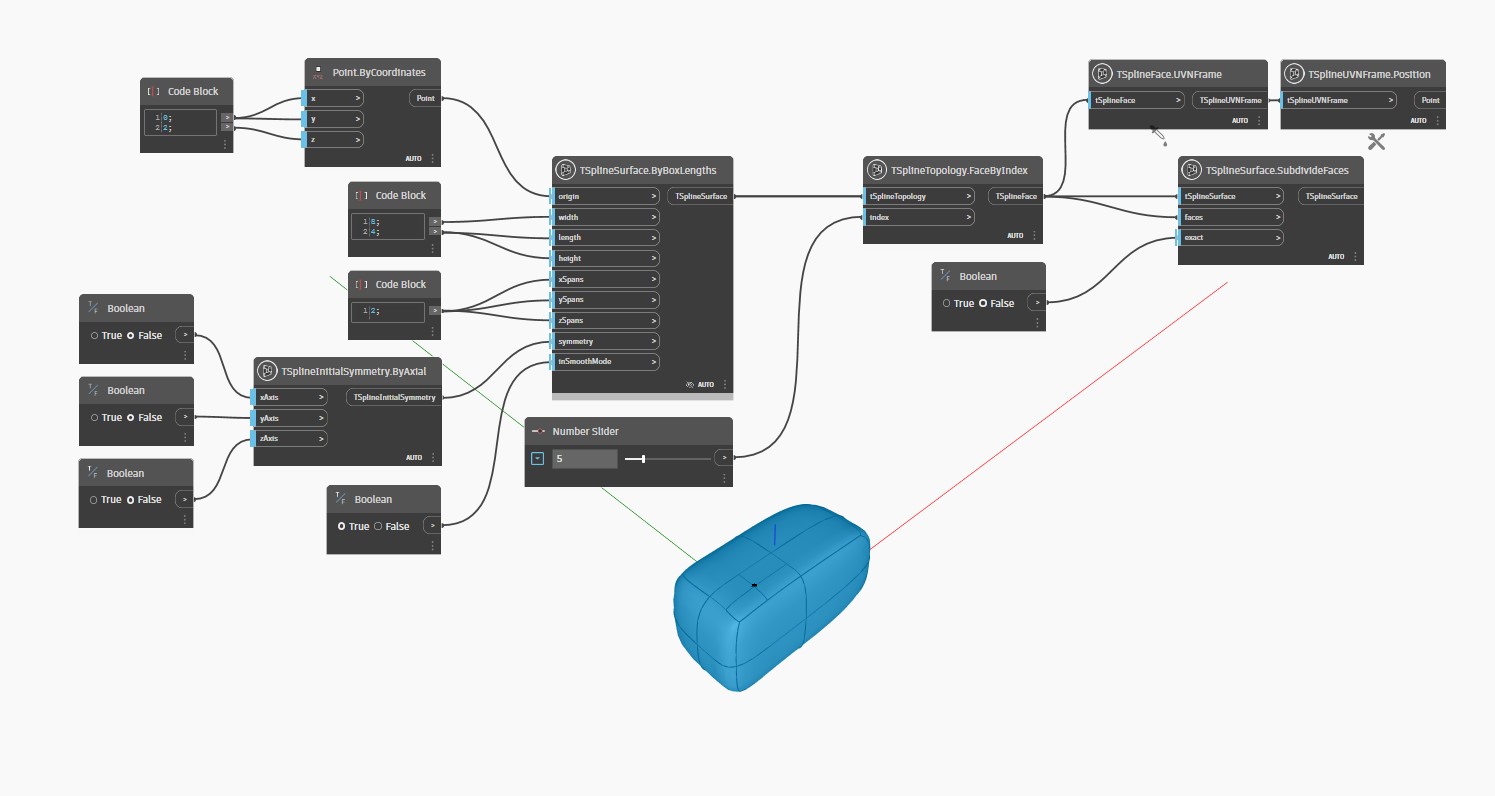 Code Block
1 0;
2 2;
>
>
Point.ByCoordinates
x >
y >
z >
Point
AUTO
Code Block
1 8;
2 4;
>
>
Code Block
1 2;
>
Boolean
True False
>
Boolean
True False
>
Boolean
True False
>
TSplineInitialSymmetry.ByAxial
xAxis >
yAxis >
zAxis >
TSplineInitialSymmetry
AUTO
Boolean
True False
>
TSplineSurface.ByBoxLengths
origin >
width >
length >
height >
xSpans >
ySpans >
zSpans >
symmetry >
inSmoothMode >
TSplineSurface
AUTO
Number Slider
5
>
TSplineTopology.FaceByIndex
tSplineTopology >
index >
TSplineFace
AUTO
Boolean
True False
>
TSplineFace.UVNFrame
tSplineFace >
TSplineUVNFrame
AUTO
TSplineUVNFrame.Position
tSplineUVNFrame >
Point
AUTO
TSplineSurface.SubdivideFaces
tSplineSurface >
faces >
exact >
TSplineSurface
AUTO